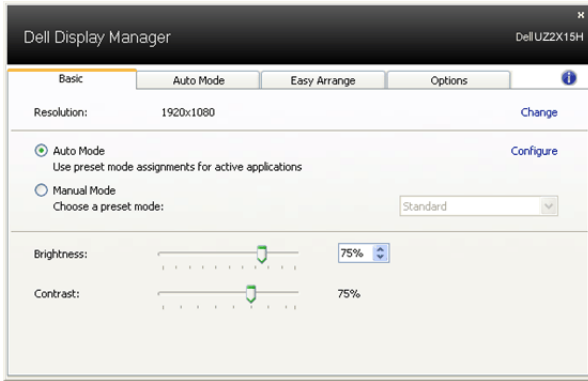 Dell Display Manager
Dell UZ2X15H
Basic
Auto Mode
Easy Arrange
Options
Resolution:
1920x1080
Change
Auto Mode
Configure
Use preset mode assignments for active applications
Manual Mode
Choose a preset mode:
Standard
Brightness:
75%
Contrast:
75%